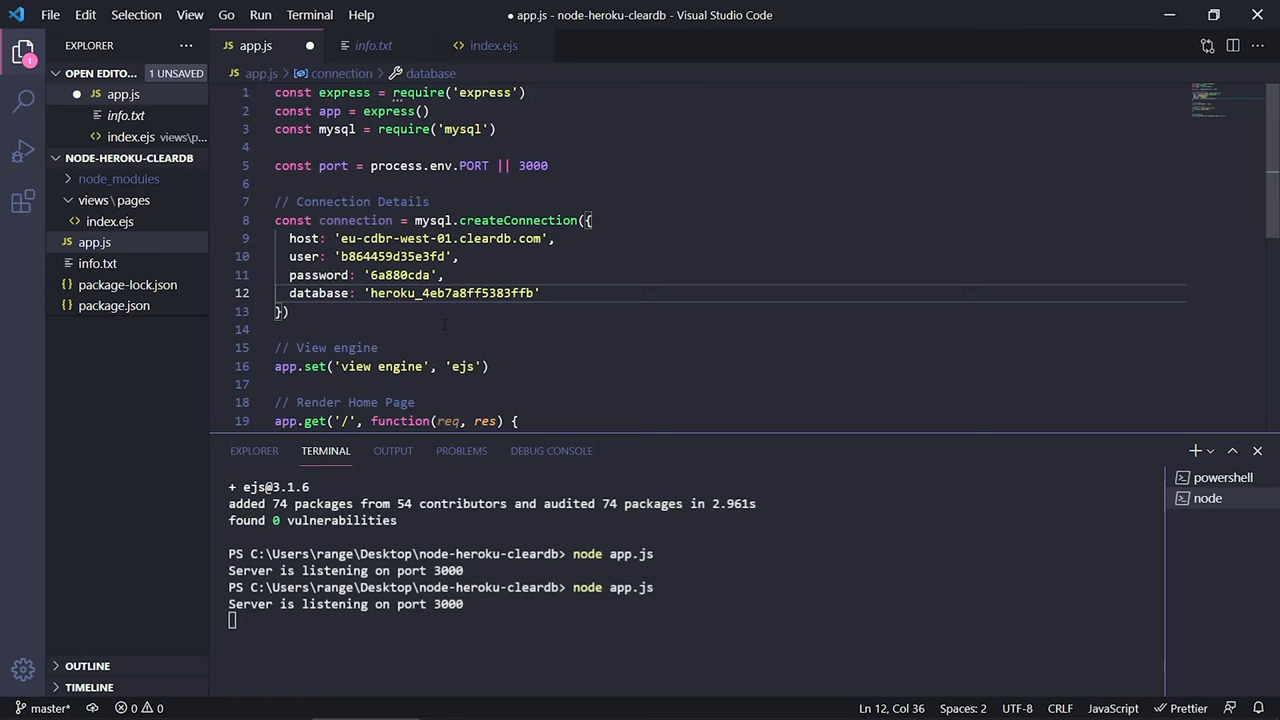 File Edit Selection View Go Run Terminal Help
● app.js - node-heroku-cleardb - Visual Studio Code
EXPLORER
1
OPEN EDITO... 1 UNSAVED
app.js
info.txt
index.ejs views\p...
NODE-HEROKU-CLEARDB
node_modules
views\pages
index.ejs
JS app.js
info.txt
package-lock.json
package.json
OUTLINE
TIMELINE
JS app.js
info.txt
index.ejs
JS app.js > connection > database
1 const express = require('express')
2 const app = express()
3 const mysql = require('mysql')
4
5 const port = process.env.PORT || 3000
6
7 // Connection Details
8 const connection = mysql.createConnection({
9 host: 'eu-cdbr-west-01.cleardb.com',
10 user: 'b864459d35e3fd',
11 password: '6a880cda',
12 database: 'heroku_4eb7a8ff5383ffb'
13 })
14
15 // View engine
16 app.set('view engine', 'ejs')
17
18 // Render Home Page
19 app.get('/', function(req, res) {
EXPLORER TERMINAL OUTPUT PROBLEMS DEBUG CONSOLE
+ ejs@3.1.6
added 74 packages from 54 contributors and audited 74 packages in 2.961s
found 0 vulnerabilities
PS C:\Users\range\Desktop\node-heroku-cleardb> node app.js
Server is listening on port 3000
PS C:\Users\range\Desktop\node-heroku-cleardb> node app.js
Server is listening on port 3000
powershell
node
master* 0 0 Ln 12, Col 36 Spaces: 2 UTF-8 CRLF JavaScript Prettier